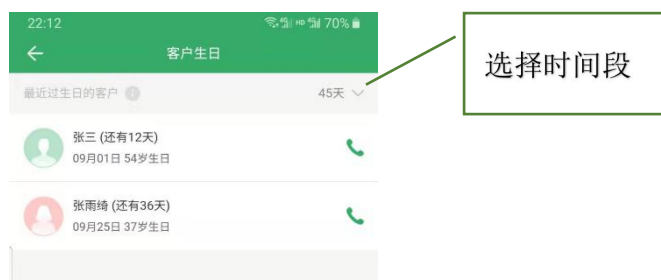 22:12 HD 70%
客户生日
最近过生日的客户 45天
选择时间段
张三 (还有12天)
09月01日 54岁生日
张雨绮 (还有36天)
09月25日 37岁生日